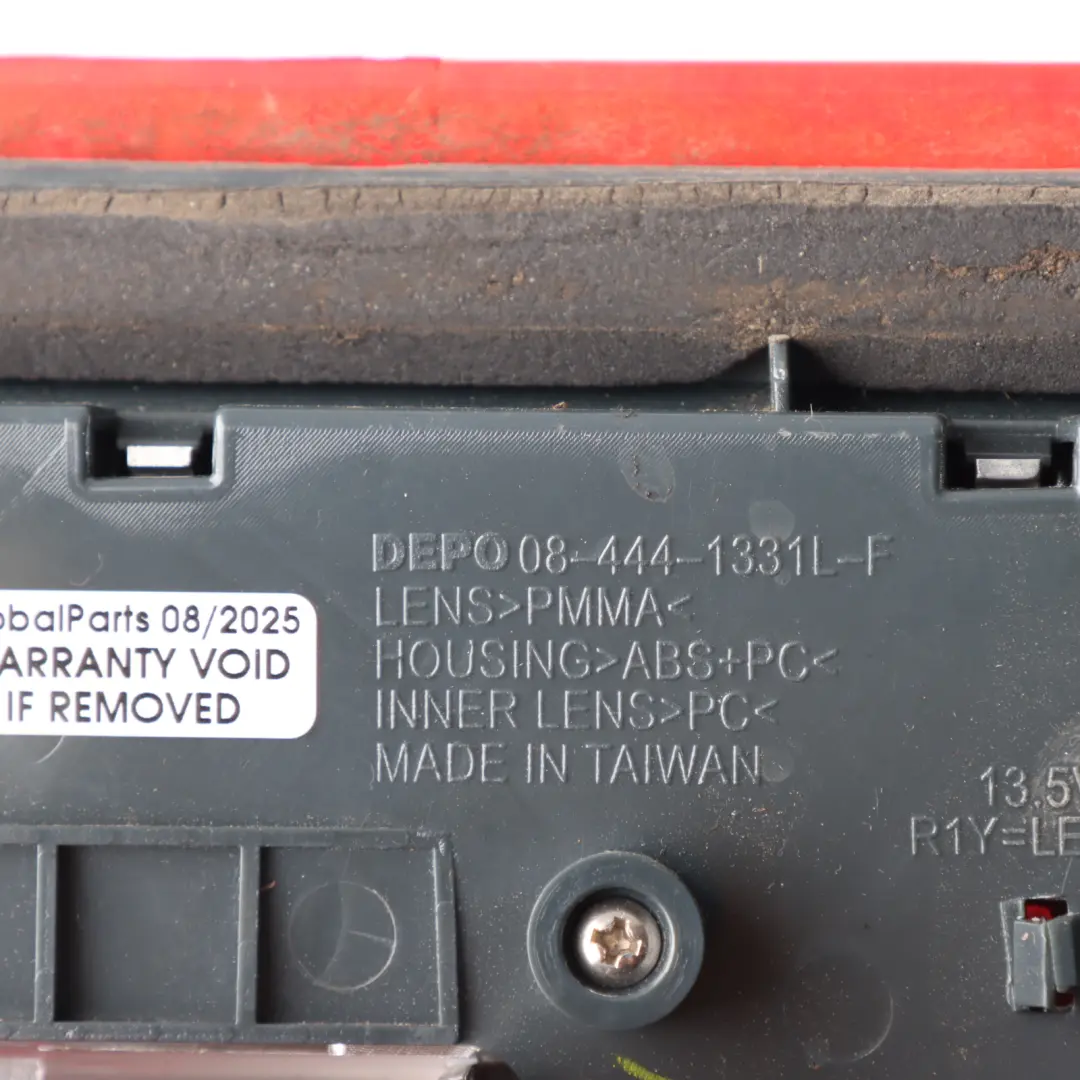 DEPO 08-444-1331L-F
LENS>PMMA<
HOUSING>ABS+PC<
INNER LENS>PC<
MADE IN TAIWAN
obalParts 08/2025
ARRANTY VOID
IF REMOVED
13.5V
R1Y=LE